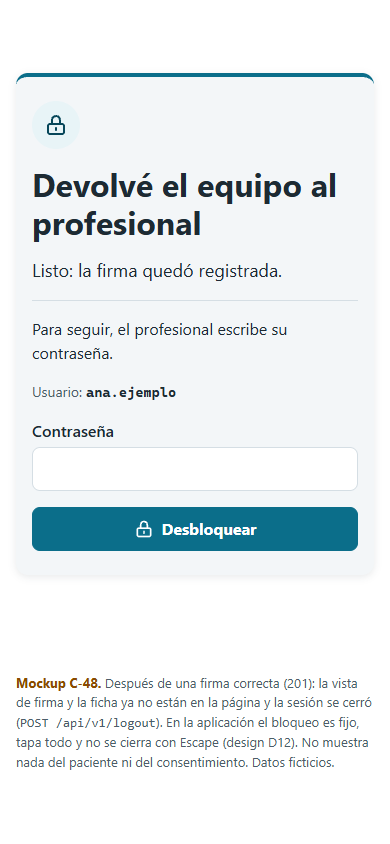 Devolvé el equipo al
profesional
Listo: la firma quedó registrada.
Para seguir, el profesional escribe su
contraseña.
Usuario: ana.ejemplo
Contraseña
Desbloquear
Mockup C-48. Después de una firma correcta (201): la vista
de firma y la ficha ya no están en la página y la sesión se cerró
(POST /api/v1/logout). En la aplicación el bloqueo es fijo,
tapa todo y no se cierra con Escape (design D12). No muestra
nada del paciente ni del consentimiento. Datos ficticios.